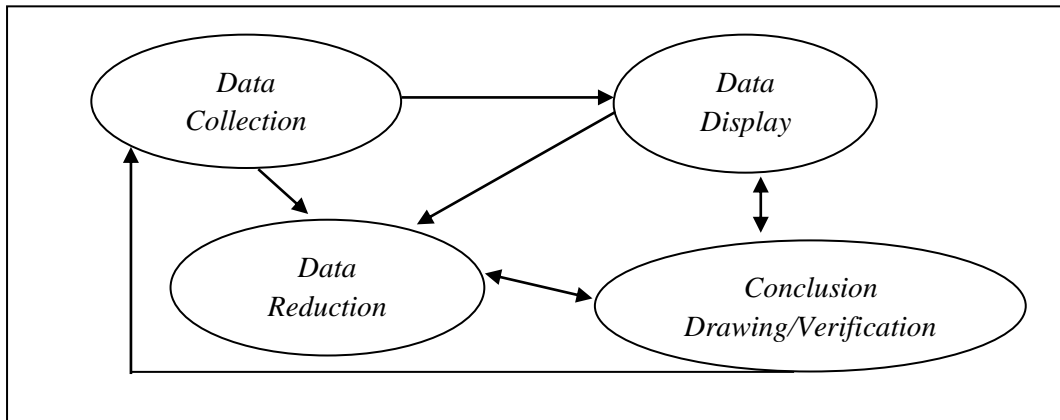 Data
Collection
Data
Display
Data
Reduction
Conclusion
Drawing/Verification